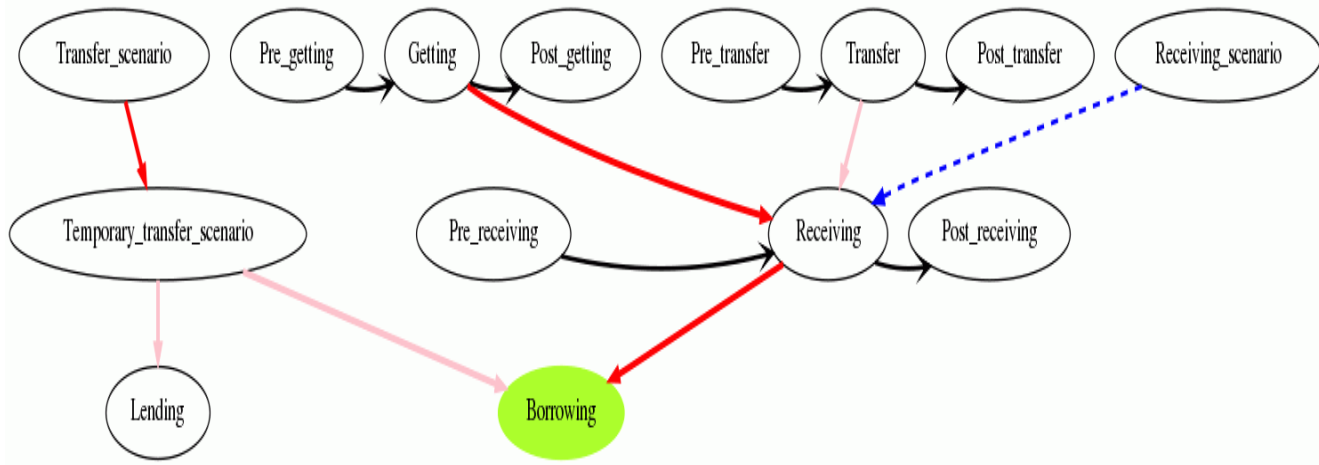 Transfer_scenario
Pre_getting
Getting
Post_getting
Pre_transfer
Transfer
Post_transfer
Receiving_scenario
Temporary_transfer_scenario
Pre_receiving
Receiving
Post_receiving
Lending
Borrowing